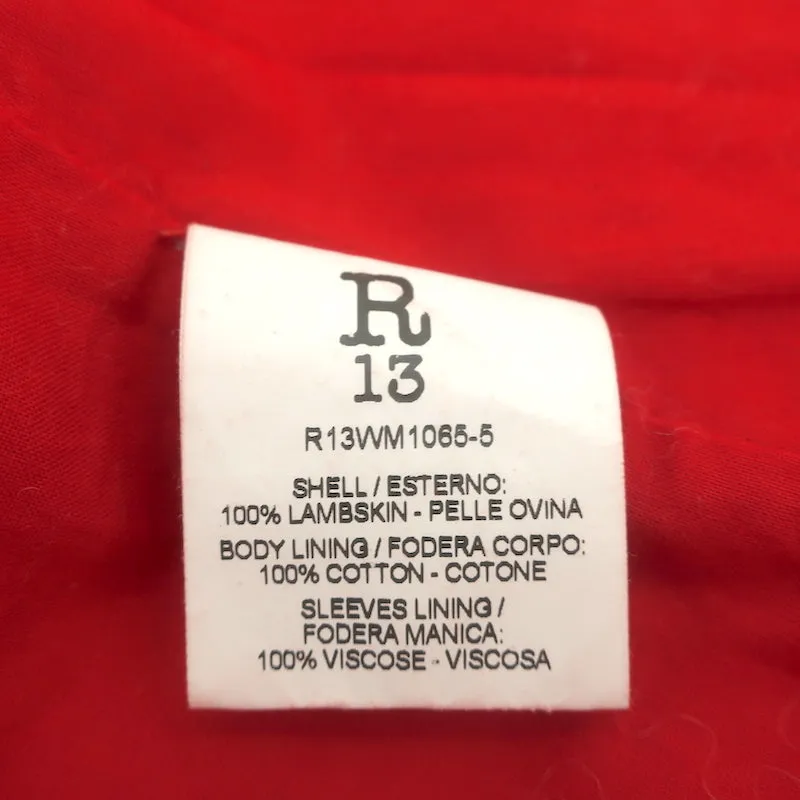 R
13
R13WM1065-5
SHELL / ESTERNO:
100% LAMBSKIN - PELLE OVINA
BODY LINING / FODERA CORPO:
100% COTTON - COTONE
SLEEVES LINING /
FODERA MANICA:
100% VISCOSE - VISCOSA